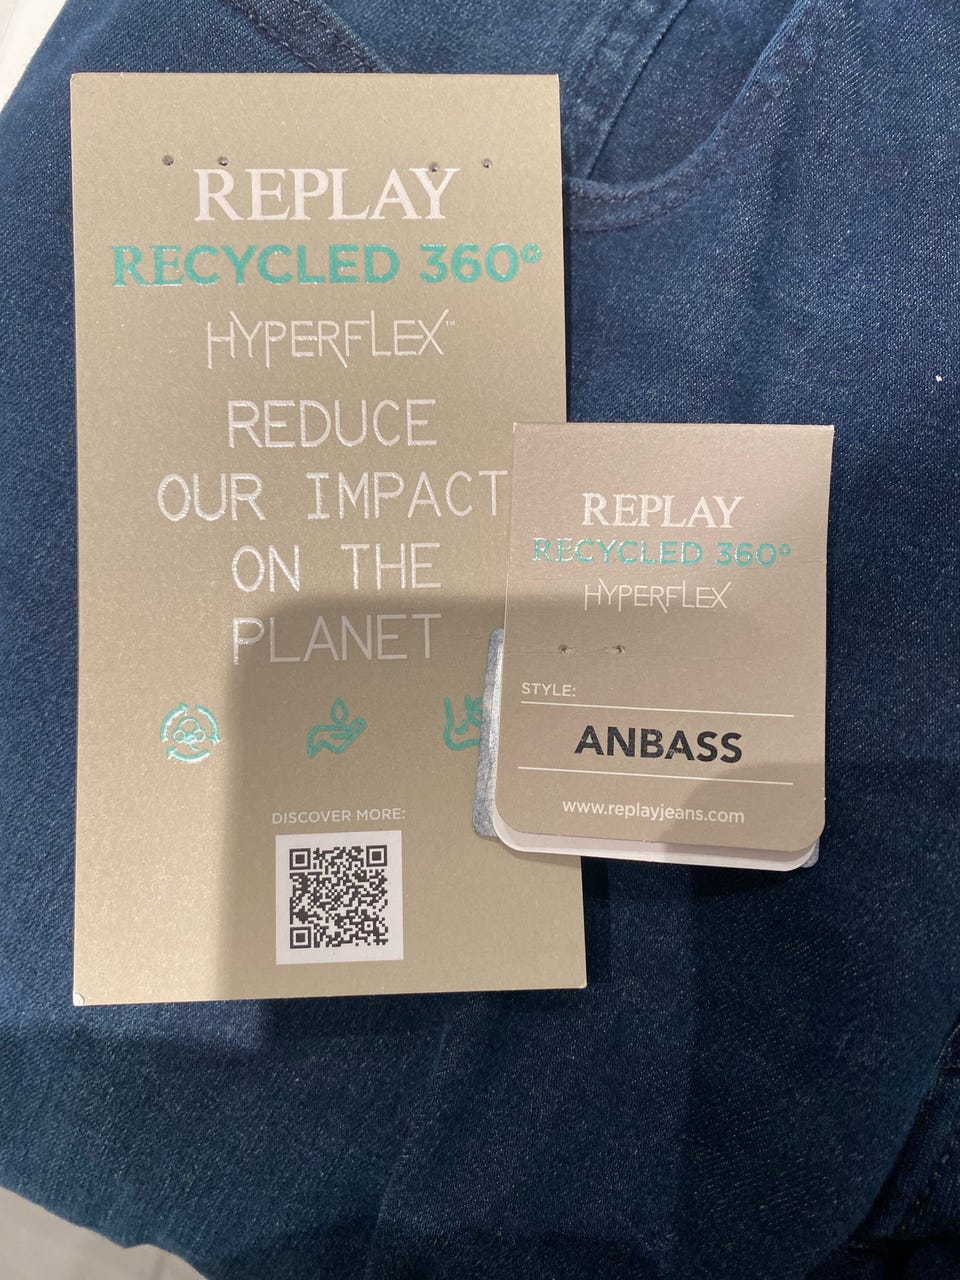 REPLAY
RECYCLED 360°
HYPERFLEX™
REDUCE
OUR IMPACT
ON THE
PLANET
DISCOVER MORE:
REPLAY
RECYCLED 360°
HYPERFLEX
STYLE:
ANBASS
www.replayjeans.com